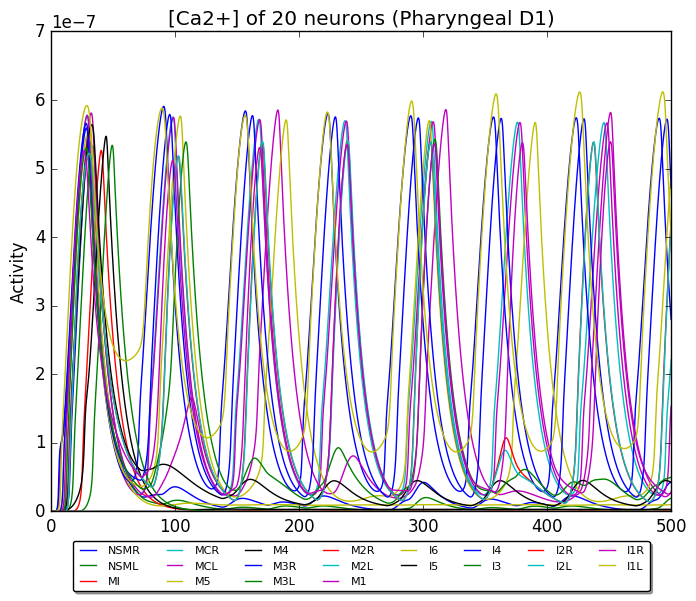 [Ca2+] of 20 neurons (Pharyngeal D1)
1e−7
7
6
5
4
3
2
1
0
Activity
0 100 200 300 400 500
NSMR MCR M4 M2R I6 I4 I2R I1R
NSML MCL M3R M2L I5 I3 I2L I1L
MI M5 M3L M1